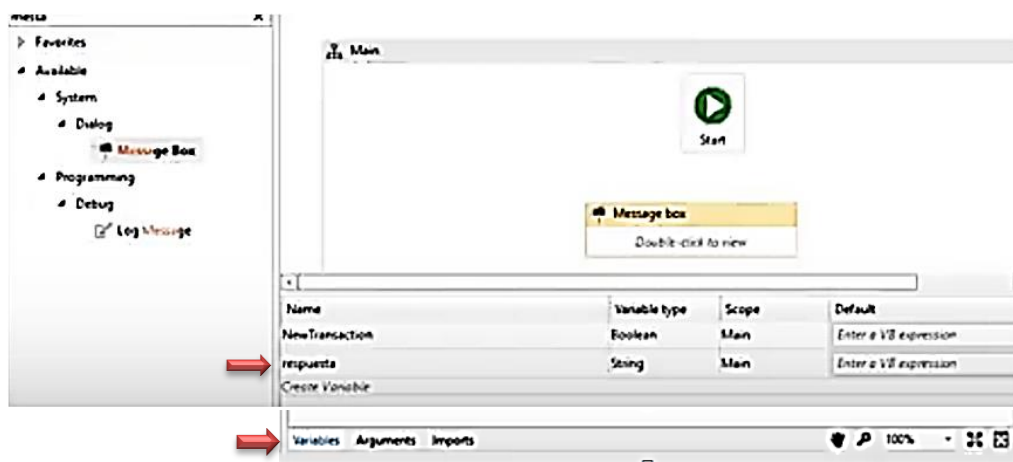 messa x
Favorites
Available
System
Dialog
Message Box
Programming
Debug
Log Message
Main
Start
Message box
Double-click to view
Name Variable type Scope Default
NewTransaction Boolean Main Enter a VB expression
respuesta String Main Enter a VB expression
Create Variable
Variables Arguments Imports 100%